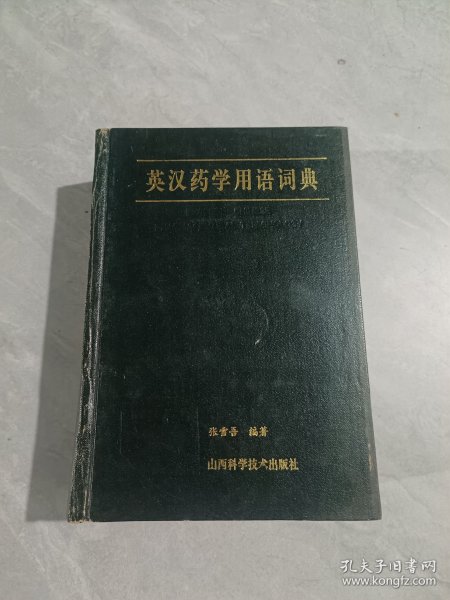 英汉药学用语词典
张雪吾 编著
山西科学技术出版社
孔夫子旧书网
www.kongfz.com